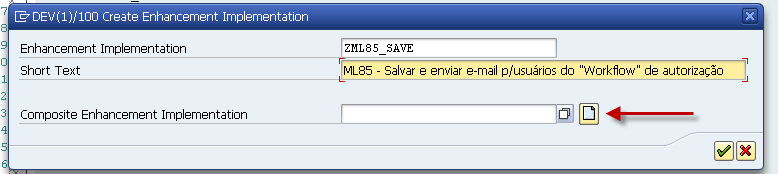 DEV(1)/100 Create Enhancement Implementation
Enhancement Implementation ZML85_SAVE
Short Text ML85 - Salvar e enviar e-mail p/usuários do "Workflow" de autorização
Composite Enhancement Implementation